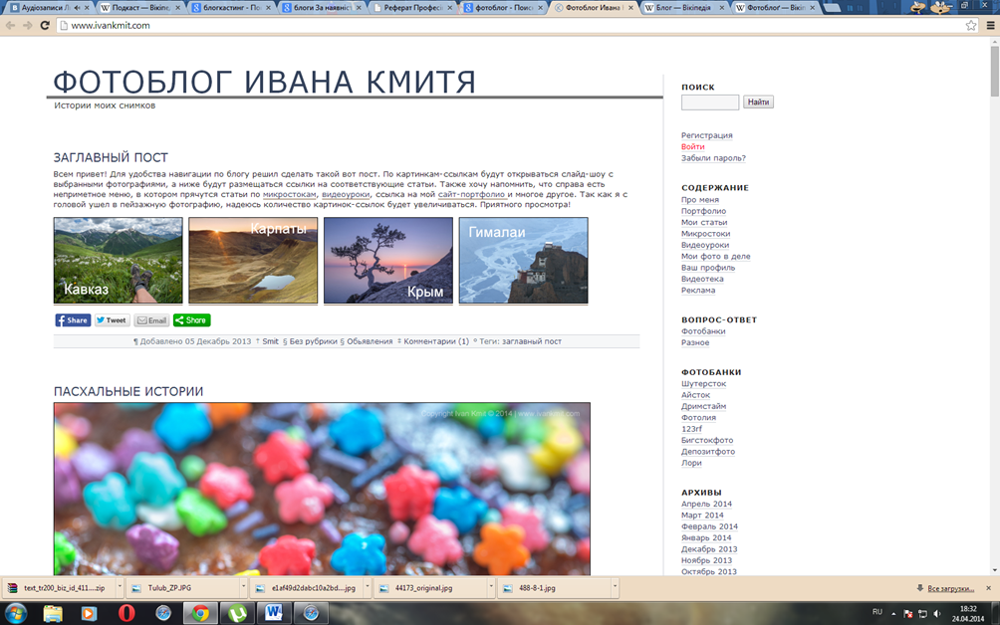 Аудіозаписи Л
Подкаст — Вікіпе
блогкастинг - По
блоги За наявніс
Реферат Професі
фотоблог - Поис
Фотоблог Ивана
Блог — Вікіпедія
Фотоблоґ — Вікіп
www.ivankmit.com
ФОТОБЛОГ ИВАНА КМИТЯ
Истории моих снимков
ЗАГЛАВНЫЙ ПОСТ
Всем привет! Для удобства навигации по блогу решил сделать такой вот пост. По картинкам-ссылкам будут открываться слайд-шоу с
выбранными фотографиями, а ниже будут размещаться ссылки на соответствующие статьи. Также хочу напомнить, что справа есть
неприметное меню, в котором прячутся статьи по микростокам, видеоуроки, ссылка на мой сайт-портфолио и многое другое. Так как я с
головой ушел в пейзажную фотографию, надеюсь количество картинок-ссылок будет увеличиваться. Приятного просмотра!
Кавказ
Карпаты
Крым
Гималаи
Share
Tweet
Email
Share
¶ Добавлено 05 Декабрь 2013 † Smit § Без рубрики § Объявления ‡ Комментарии (1) ° Теги: заглавный пост
ПАСХАЛЬНЫЕ ИСТОРИИ
Copyright Ivan Kmit © 2014 | www.ivankmit.com
ПОИСК
Найти
Регистрация
Войти
Забыли пароль?
СОДЕРЖАНИЕ
Про меня
Портфолио
Мои статьи
Микростоки
Видеоуроки
Мои фото в деле
Ваш профиль
Видеотека
Реклама
ВОПРОС-ОТВЕТ
Фотобанки
Разное
ФОТОБАНКИ
Шутерсток
Айсток
Дримстайм
Фотолия
123rf
Бигстокфото
Депозитфото
Лори
АРХИВЫ
Апрель 2014
Март 2014
Февраль 2014
Январь 2014
Декабрь 2013
Ноябрь 2013
Октябрь 2013
text_tr200_biz_id_411....zip
Tulub_ZP.JPG
e1af49d2dabc10a2bd....jpg
44173_original.jpg
488-8-1.jpg
Все загрузки...
RU
18:32
24.04.2014